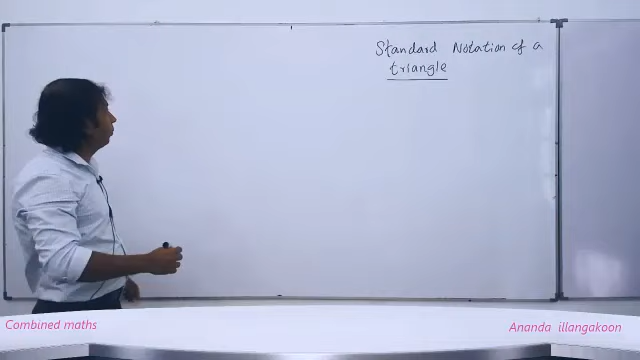 Standard Notation of a
triangle
Combined maths
Ananda illangakoon